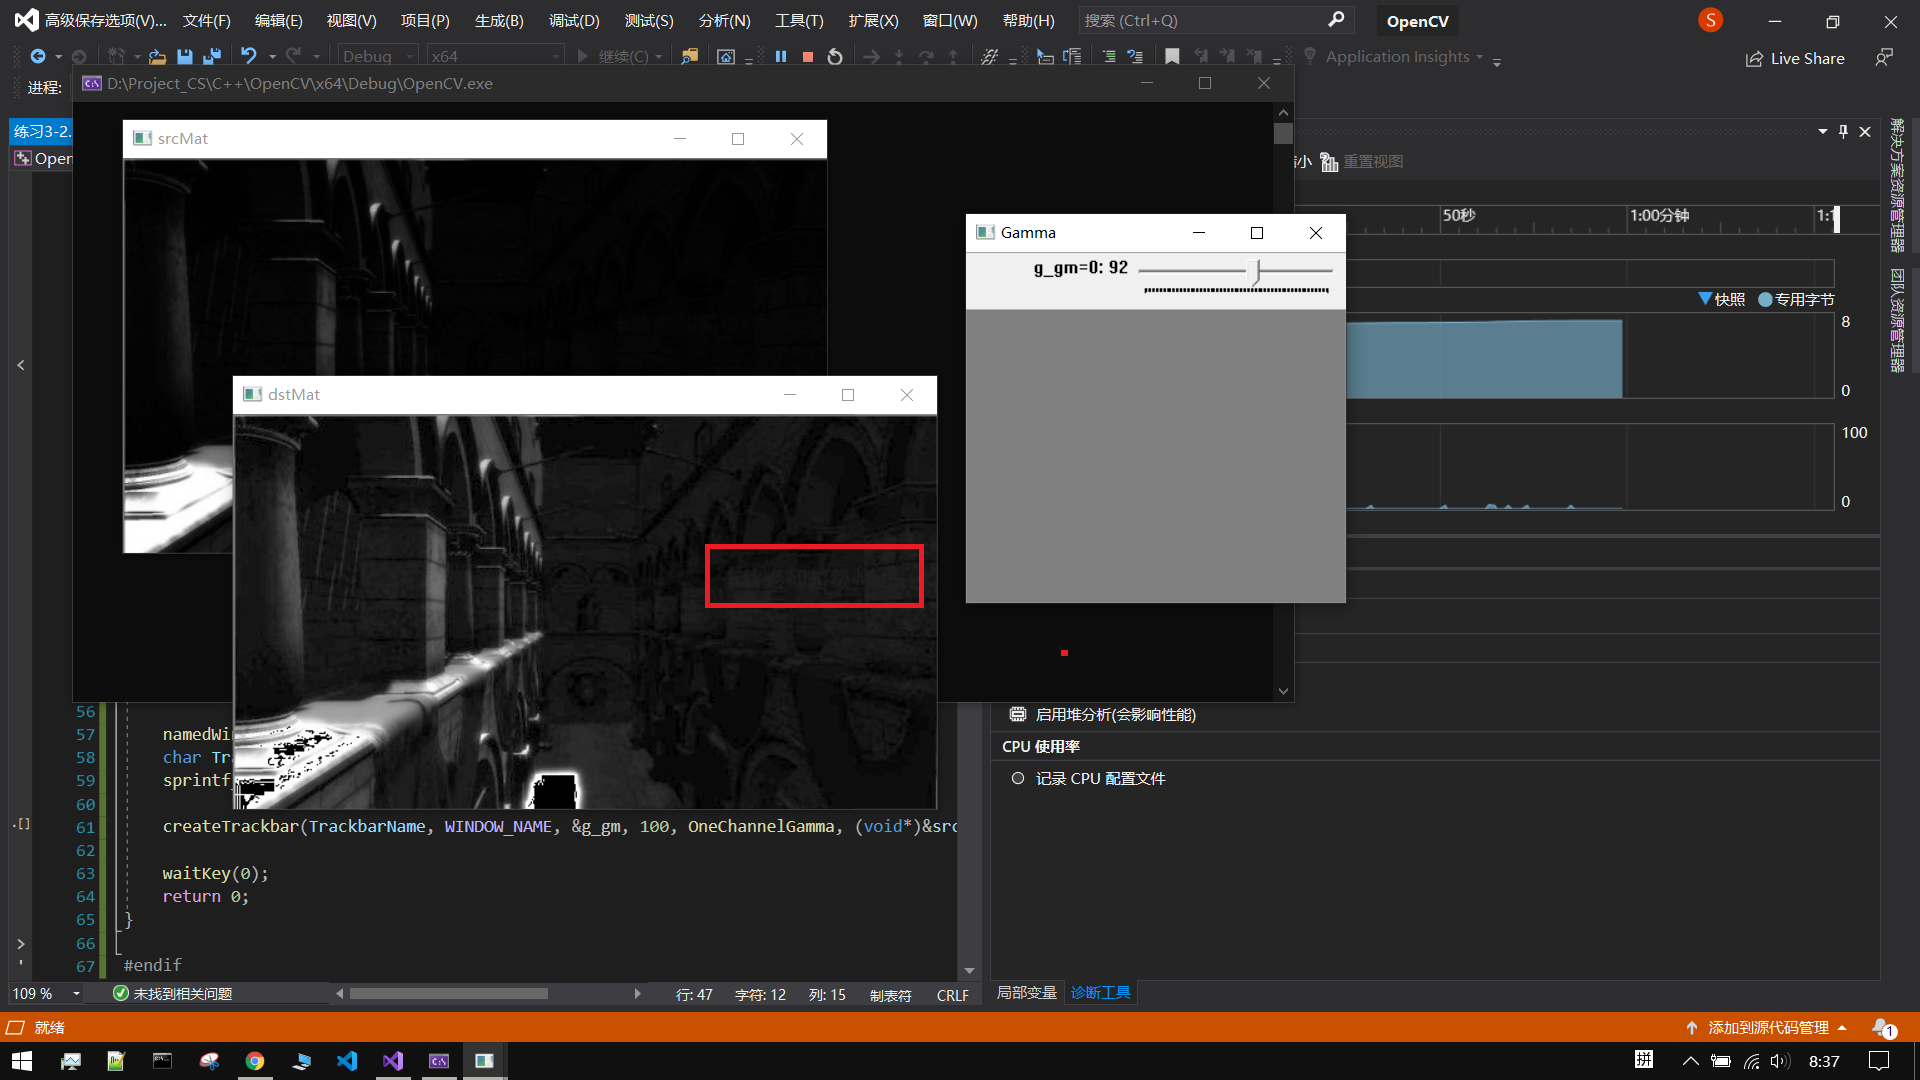 高级保存选项(V)... 文件(F) 编辑(E) 视图(V) 项目(P) 生成(B) 调试(D) 测试(S) 分析(N) 工具(T) 扩展(X) 窗口(W) 帮助(H) 搜索 (Ctrl+Q) OpenCV S
Debug x64 继续(C) Application Insights Live Share
进程: D:\Project_CS\C++\OpenCV\x64\Debug\OpenCV.exe
练习3-2.
Open
srcMat
小 重置视图
50秒 1:00分钟 1:1
Gamma
g_gm=0: 92
快照 专用字节
8
0
100
0
dstMat
解决方案资源管理器
团队资源管理器
启用堆分析(会影响性能)
CPU 使用率
记录 CPU 配置文件
56
57 namedWi
58 char Tr
59 sprintf
60
61 createTrackbar(TrackbarName, WINDOW_NAME, &g_gm, 100, OneChannelGamma, (void*)&src
62
63 waitKey(0);
64 return 0;
65 }
66
67 #endif
109 % 未找到相关问题 行: 47 字符: 12 列: 15 制表符 CRLF
局部变量 诊断工具
就绪 添加到源代码管理 1
拼 8:37